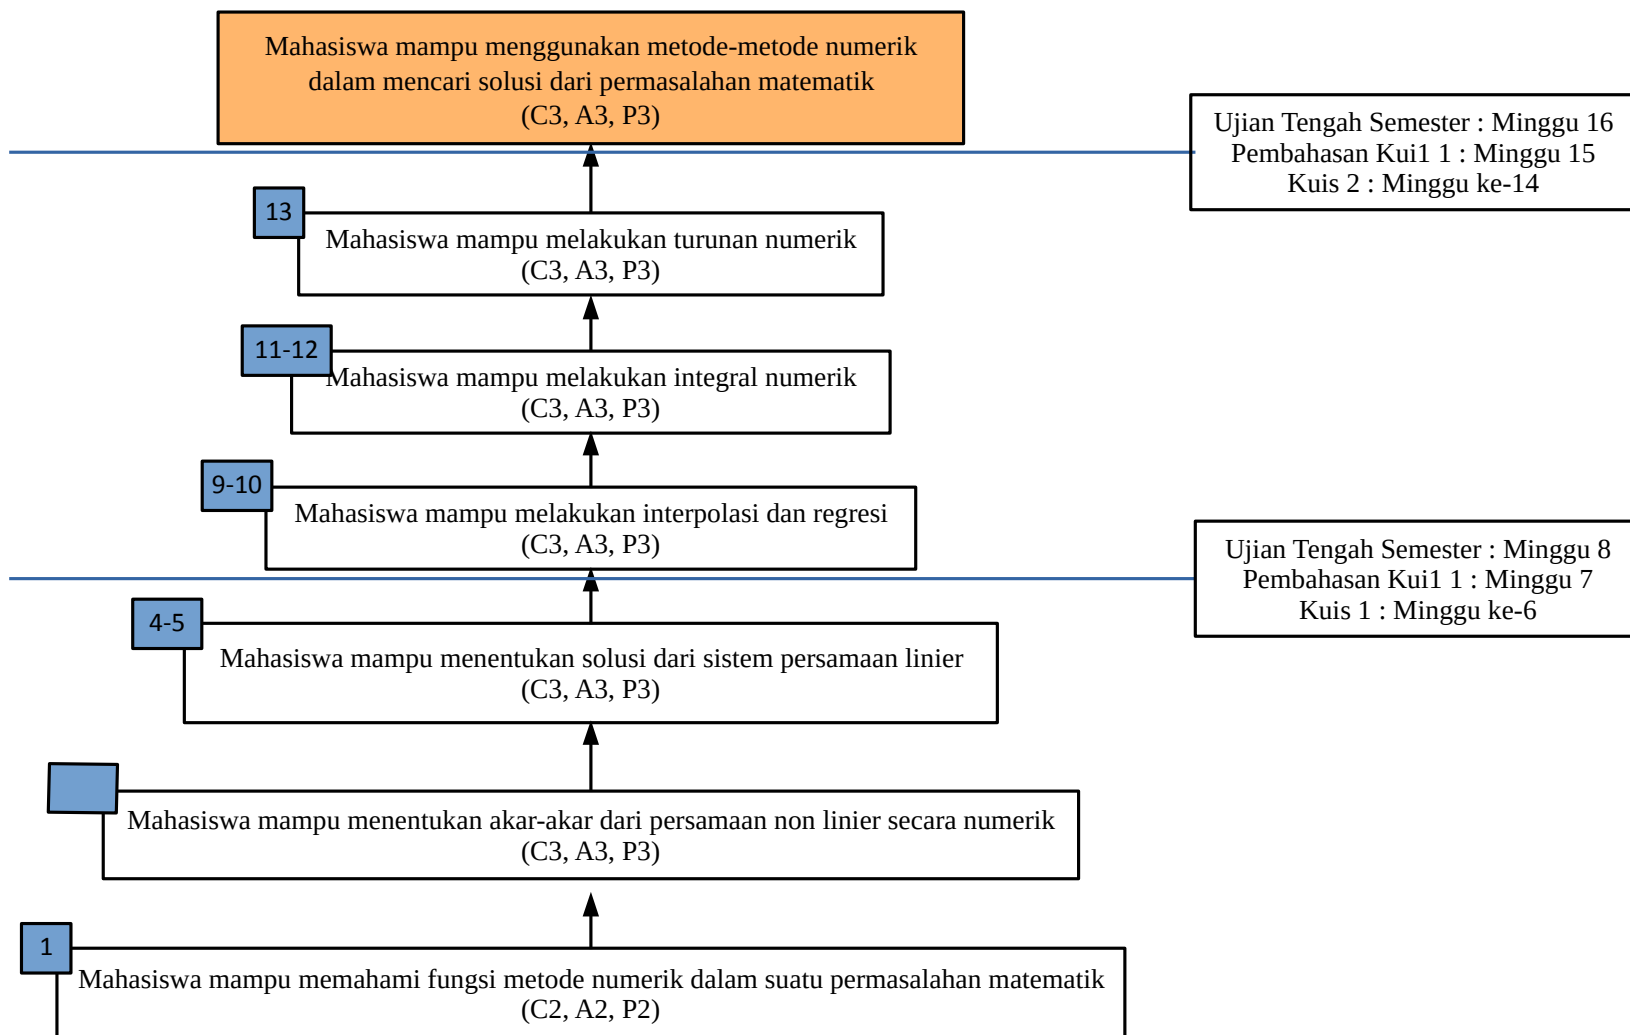 Mahasiswa mampu menggunakan metode-metode numerik
dalam mencari solusi dari permasalahan matematik
(C3, A3, P3)
Ujian Tengah Semester : Minggu 16
Pembahasan Kui1 1 : Minggu 15
Kuis 2 : Minggu ke-14
13
Mahasiswa mampu melakukan turunan numerik
(C3, A3, P3)
11-12
Mahasiswa mampu melakukan integral numerik
(C3, A3, P3)
9-10
Mahasiswa mampu melakukan interpolasi dan regresi
(C3, A3, P3)
Ujian Tengah Semester : Minggu 8
Pembahasan Kui1 1 : Minggu 7
Kuis 1 : Minggu ke-6
4-5
Mahasiswa mampu menentukan solusi dari sistem persamaan linier
(C3, A3, P3)
Mahasiswa mampu menentukan akar-akar dari persamaan non linier secara numerik
(C3, A3, P3)
1
Mahasiswa mampu memahami fungsi metode numerik dalam suatu permasalahan matematik
(C2, A2, P2)